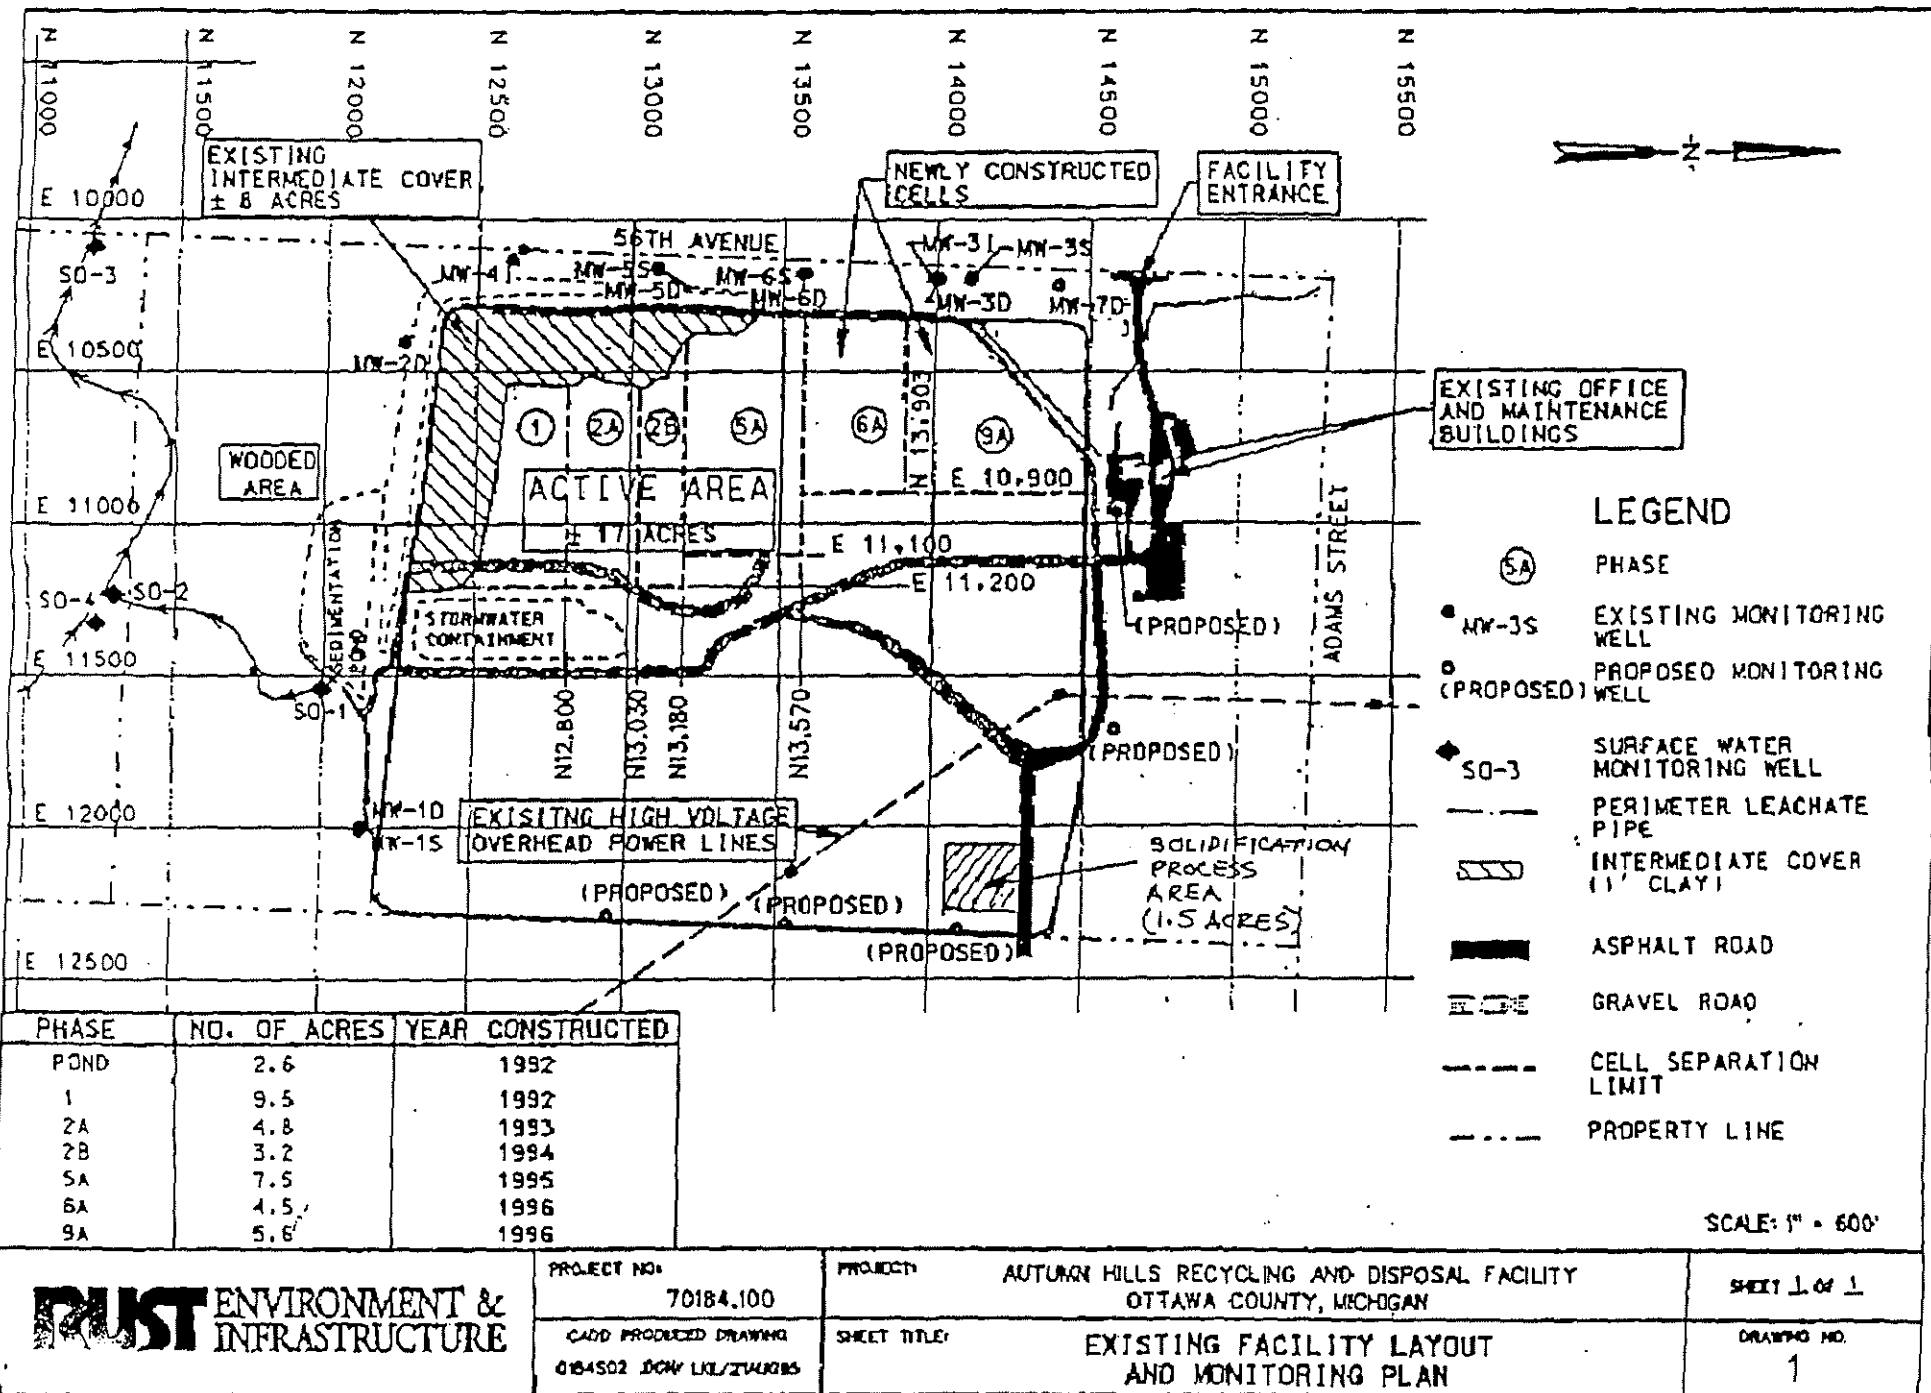 N 11000
N 11500
N 12000
N 12500
N 13000
N 13500
N 14000
N 14500
N 15000
N 15500
N
EXISTING
INTERMEDIATE COVER
± 8 ACRES
NEWLY CONSTRUCTED
CELLS
FACILITY
ENTRANCE
E 10000
56TH AVENUE
SO-3
MW-4I
MW-5S
MW-5D
MW-6S
MW-6D
MW-3I
MW-3S
MW-3D
MW-7D
E 10500
MW-2D
EXISTING OFFICE
AND MAINTENANCE
BUILDINGS
1
2A
2B
5A
6A
9A
N 13,903
E 10,900
WOODED
AREA
ACTIVE AREA
± 17 ACRES
E 11000
E 11,100
E 11,200
SEDIMENTATION
POND
ADAMS STREET
SO-4
SO-2
STORMWATER
CONTAINMENT
(PROPOSED)
E 11500
SO-1
N12,800
N13,030
N13,180
N13,570
(PROPOSED)
E 12000
MW-1D
MW-1S
EXISITNG HIGH VOLTAGE
OVERHEAD POWER LINES
SOLIDIFICATION
PROCESS
AREA
(1.5 ACRES)
(PROPOSED)
(PROPOSED)
(PROPOSED)
E 12500
LEGEND
5A PHASE
MW-3S EXISTING MONITORING
WELL
(PROPOSED) PROPOSED MONITORING
WELL
SO-3 SURFACE WATER
MONITORING WELL
PERIMETER LEACHATE
PIPE
INTERMEDIATE COVER
(1' CLAY)
ASPHALT ROAD
GRAVEL ROAD
CELL SEPARATION
LIMIT
PROPERTY LINE
SCALE: 1" = 600'
PHASE NO. OF ACRES YEAR CONSTRUCTED
POND 2.6 1992
1 9.5 1992
2A 4.8 1993
2B 3.2 1994
5A 7.5 1995
6A 4.5 1996
9A 5.6 1996
RUST ENVIRONMENT &
INFRASTRUCTURE
PROJECT NO:
70184.100
CADD PRODUCED DRAWING
PROJECT:
AUTUMN HILLS RECYCLING AND DISPOSAL FACILITY
OTTAWA COUNTY, MICHIGAN
SHEET TITLE:
EXISTING FACILITY LAYOUT
AND MONITORING PLAN
SHEET 1 OF 1
DRAWING NO.
1